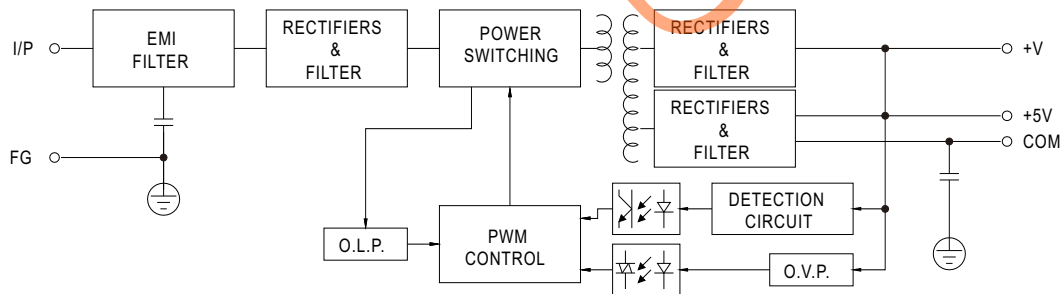 I/P
EMI
FILTER
RECTIFIERS
&
FILTER
POWER
SWITCHING
RECTIFIERS
&
FILTER
+V
RECTIFIERS
&
FILTER
+5V
COM
FG
DETECTION
CIRCUIT
O.L.P.
PWM
CONTROL
O.V.P.